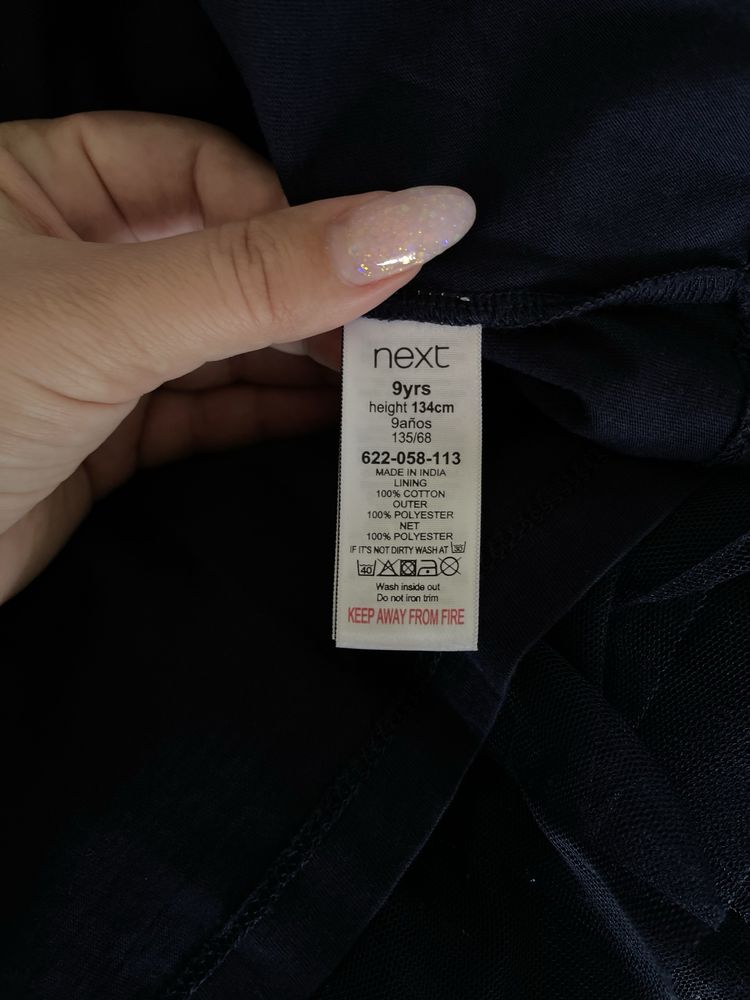 next
9yrs
height 134cm
9años
135/68
622-058-113
MADE IN INDIA
LINING
100% COTTON
OUTER
100% POLYESTER
NET
100% POLYESTER
IF IT'S NOT DIRTY WASH AT 30
40
Wash inside out
Do not iron trim
KEEP AWAY FROM FIRE